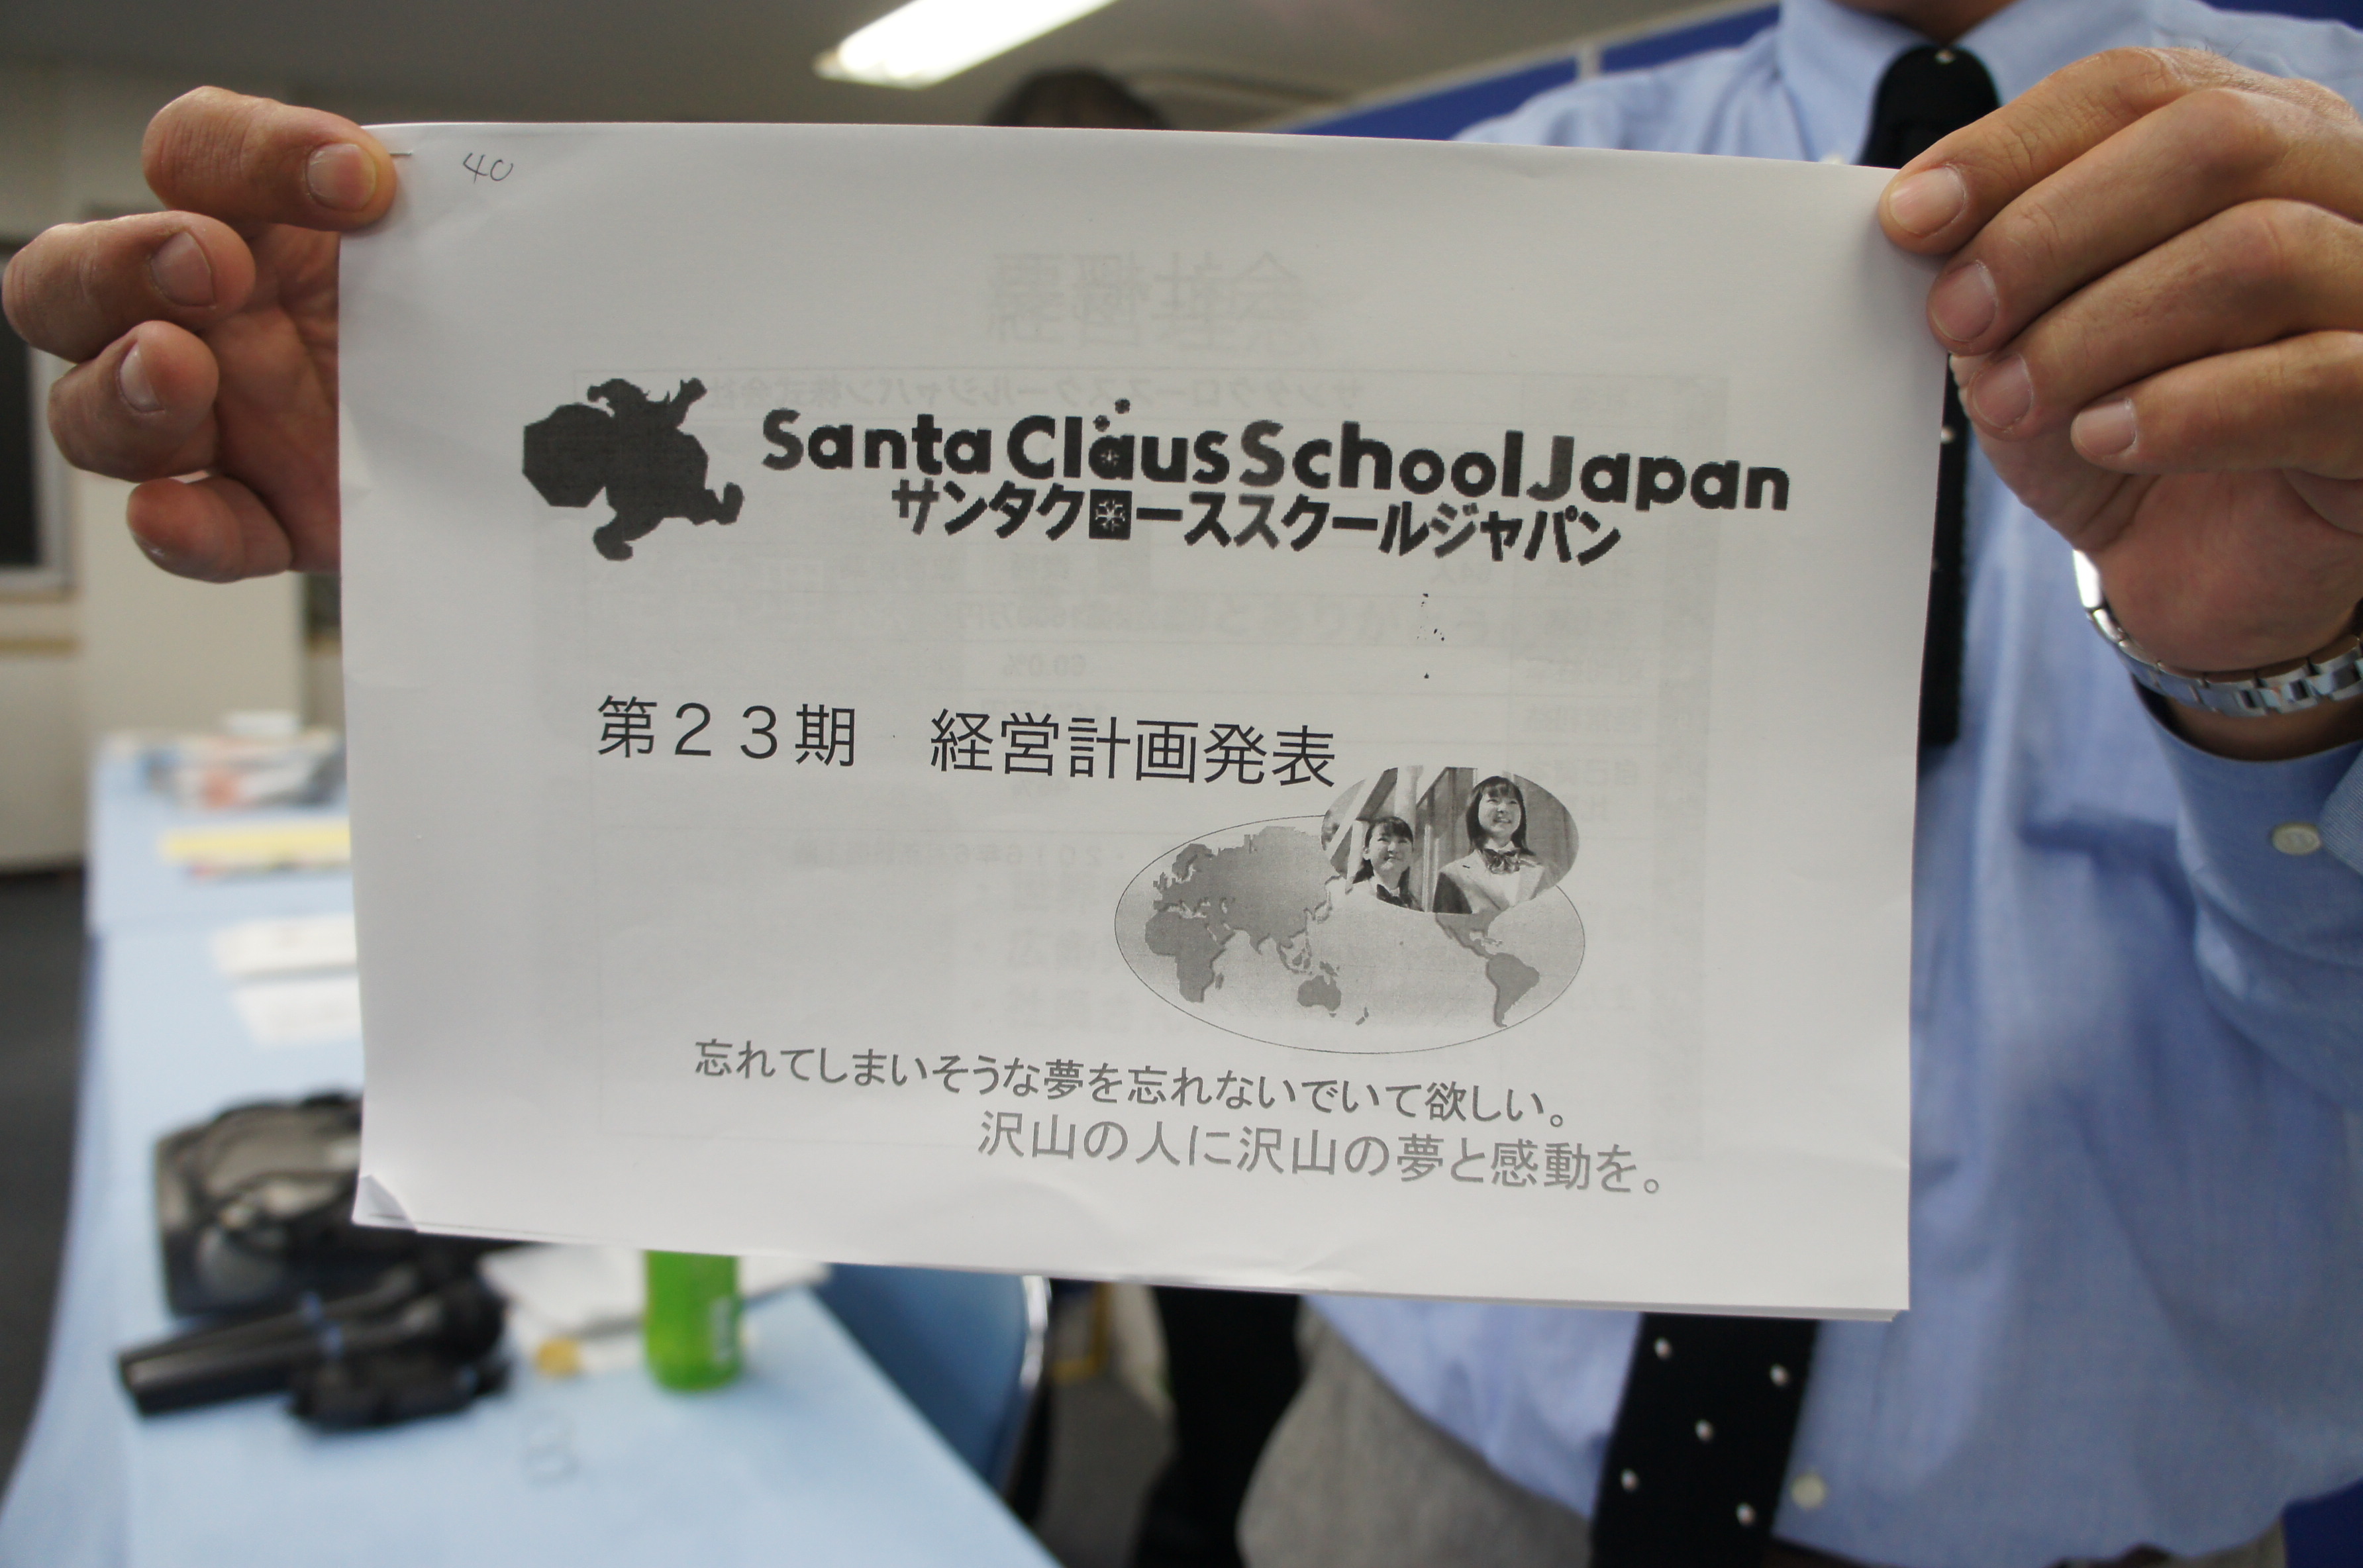 40
Santa Claus School Japan
サンタクローススクールジャパン
第２３期　経営計画発表
忘れてしまいそうな夢を忘れないでいて欲しい。
沢山の人に沢山の夢と感動を。